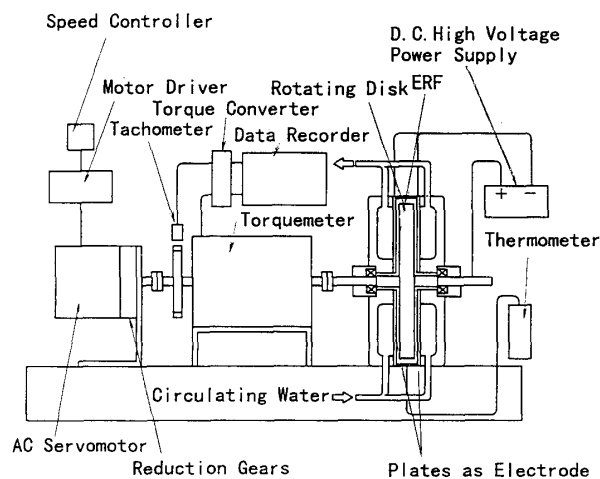 Speed Controller
D.C.High Voltage
Power Supply
Motor Driver
Rotating Disk
ERF
Torque Converter
Tachometer
Data Recorder
+ −
Torquemeter
Thermometer
Circulating Water
AC Servomotor
Reduction Gears
Plates as Electrode